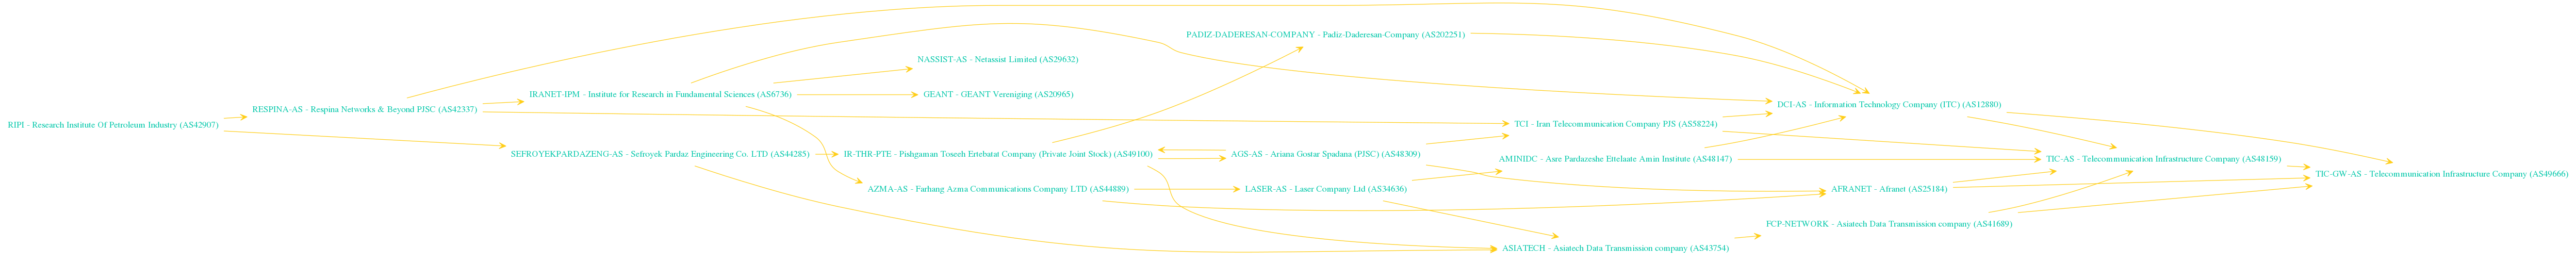 RIPI - Research Institute Of Petroleum Industry (AS42907)
RESPINA-AS - Respina Networks & Beyond PJSC (AS42337)
SEFROYEKPARDAZENG-AS - Sefroyek Pardaz Engineering Co. LTD (AS44285)
IRANET-IPM - Institute for Research in Fundamental Sciences (AS6736)
NASSIST-AS - Netassist Limited (AS29632)
GEANT - GEANT Vereniging (AS20965)
IR-THR-PTE - Pishgaman Toseeh Ertebatat Company (Private Joint Stock) (AS49100)
AZMA-AS - Farhang Azma Communications Company LTD (AS44889)
PADIZ-DADERESAN-COMPANY - Padiz-Daderesan-Company (AS202251)
AGS-AS - Ariana Gostar Spadana (PJSC) (AS48309)
LASER-AS - Laser Company Ltd (AS34636)
TCI - Iran Telecommunication Company PJS (AS58224)
AMINIDC - Asre Pardazeshe Ettelaate Amin Institute (AS48147)
ASIATECH - Asiatech Data Transmission company (AS43754)
DCI-AS - Information Technology Company (ITC) (AS12880)
AFRANET - Afranet (AS25184)
FCP-NETWORK - Asiatech Data Transmission company (AS41689)
TIC-AS - Telecommunication Infrastructure Company (AS48159)
TIC-GW-AS - Telecommunication Infrastructure Company (AS49666)